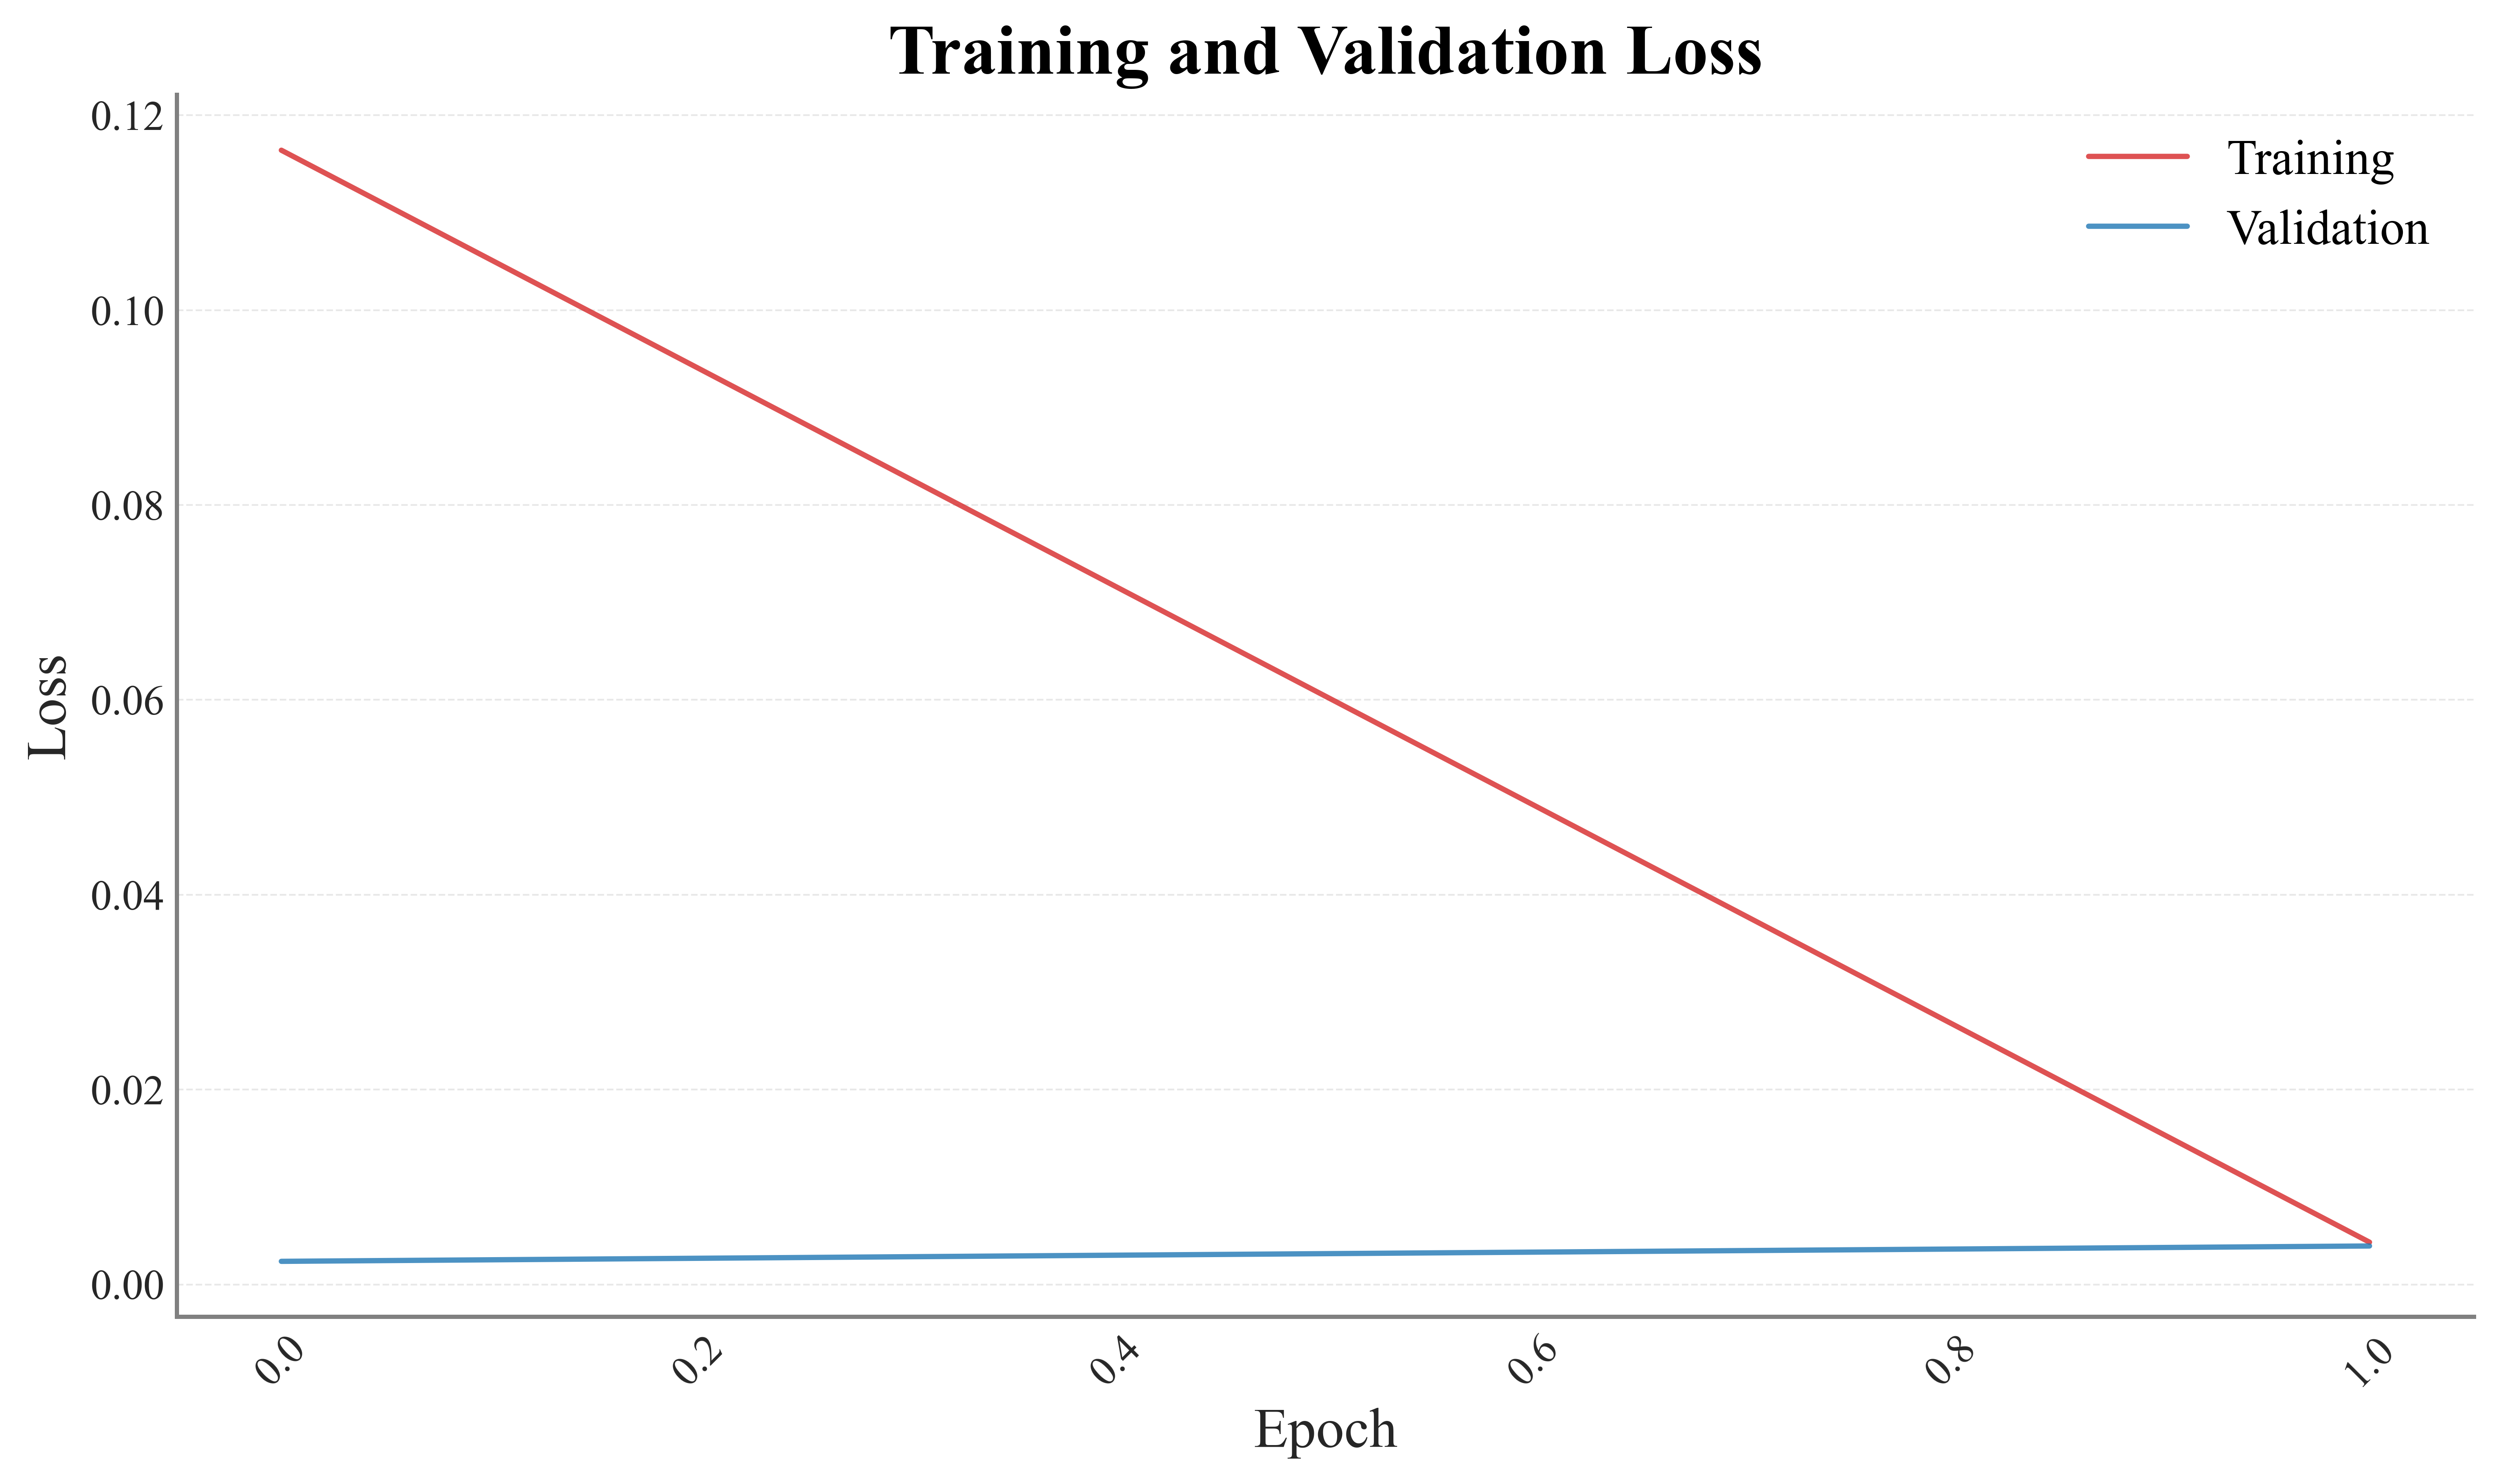 Training and Validation Loss
Training
Validation
0.12
0.10
0.08
0.06
0.04
0.02
0.00
Loss
0.0
0.2
0.4
0.6
0.8
1.0
Epoch